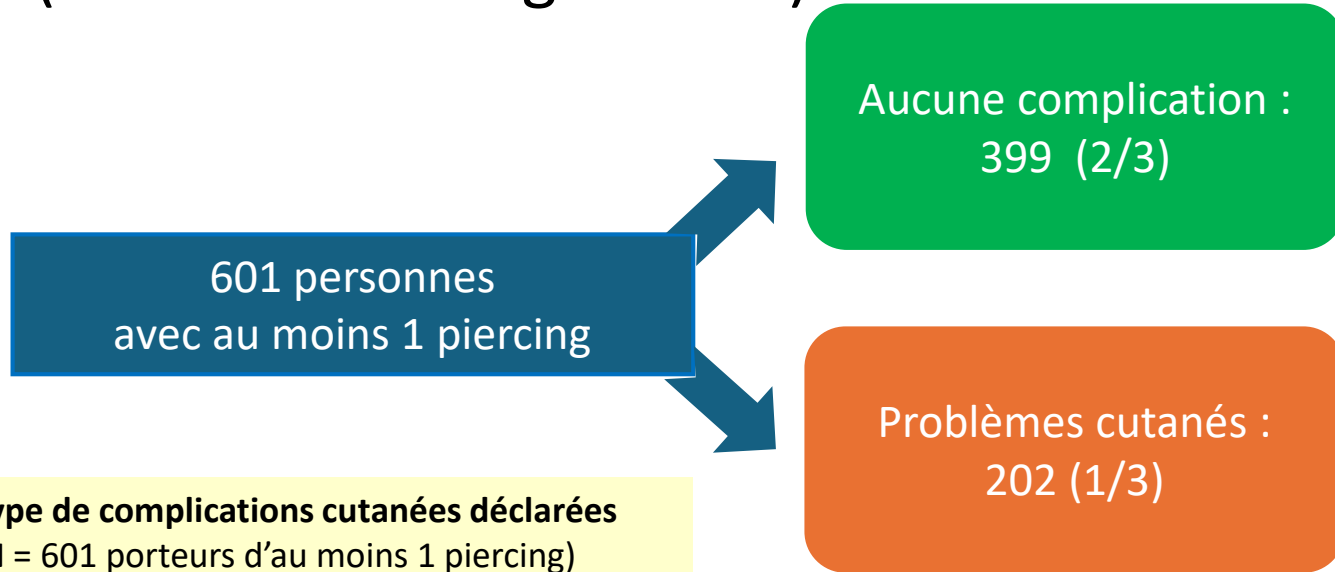 Aucune complication :
399 (2/3)
601 personnes
avec au moins 1 piercing
Problèmes cutanés :
202 (1/3)
de complications cutanées déclarées
= 601 porteurs d’au moins 1 piercing)